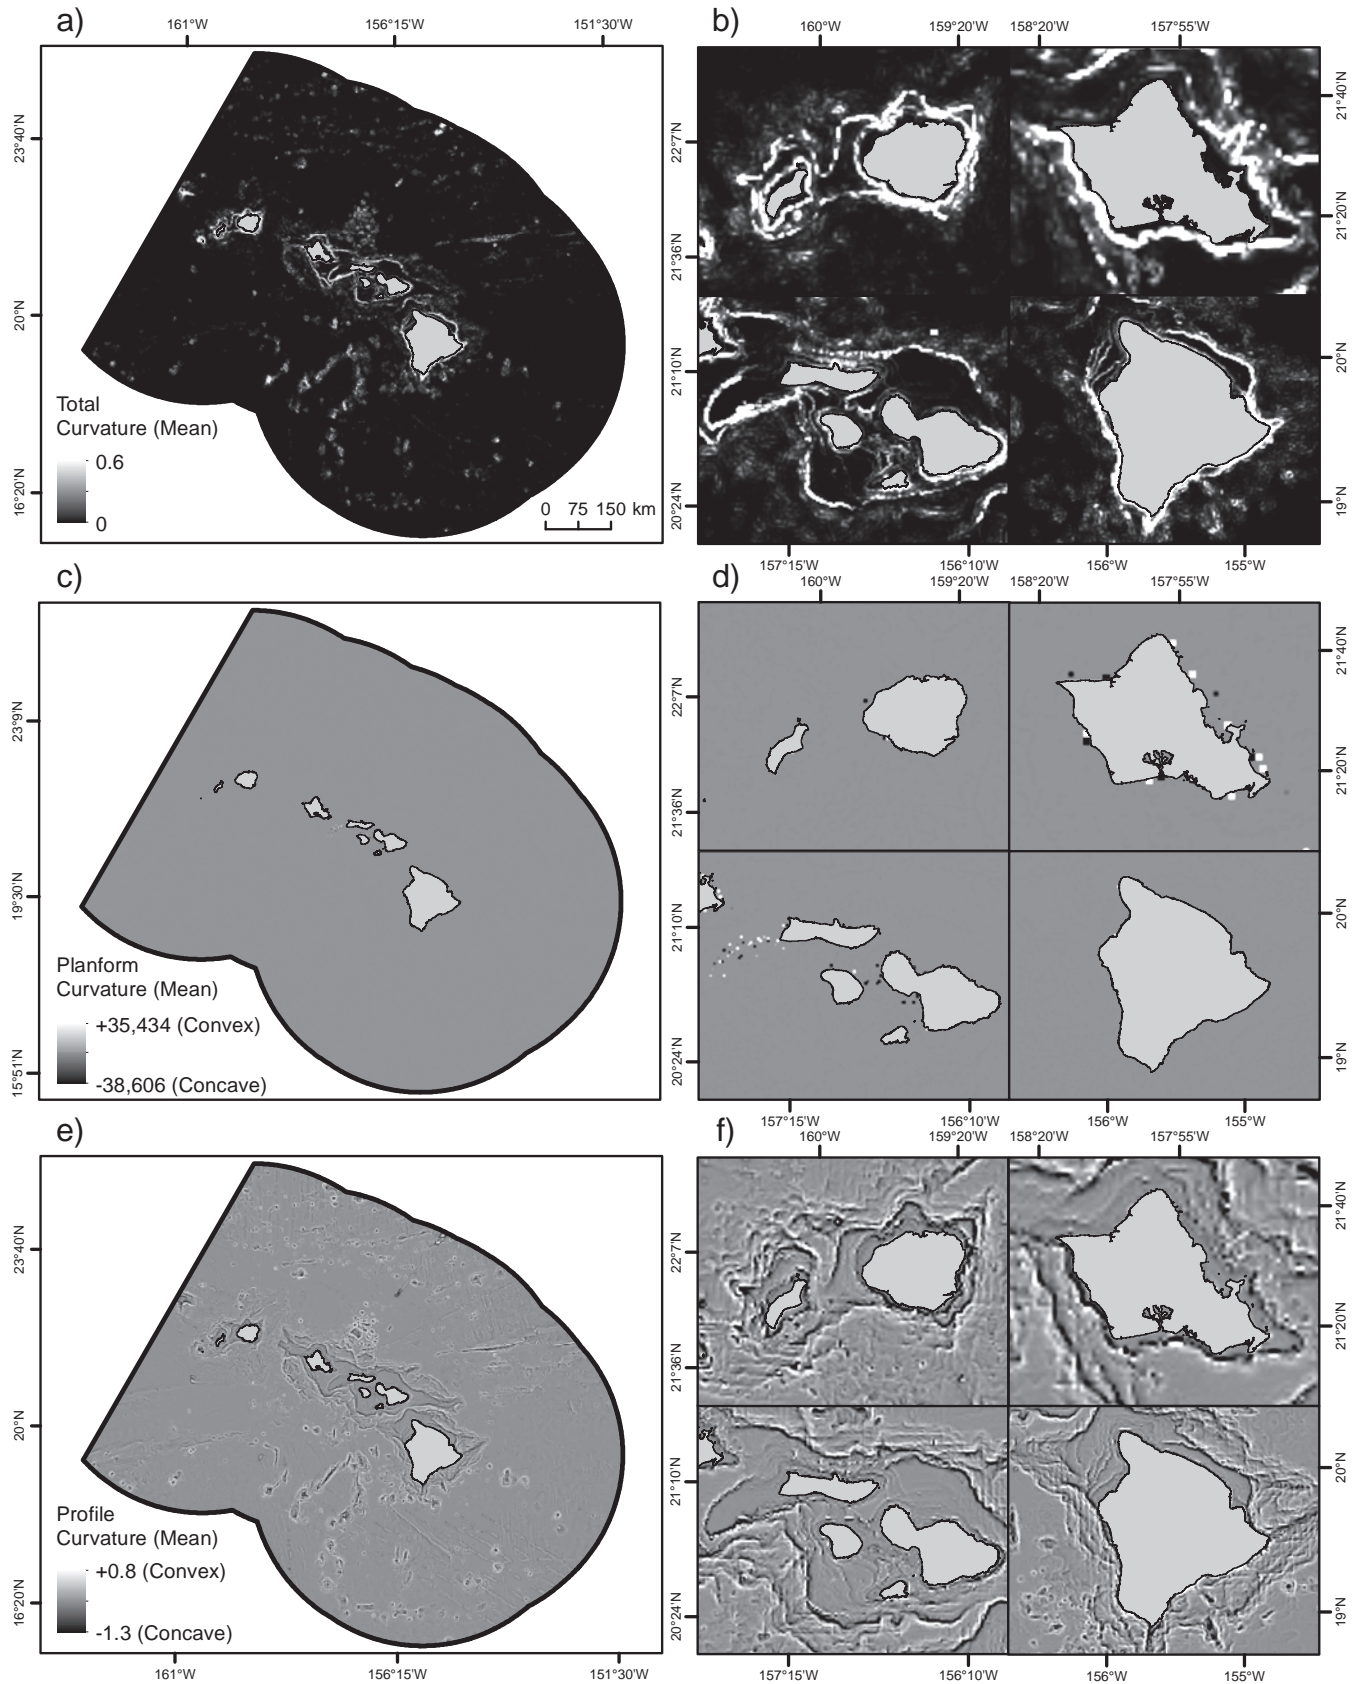 a)
161°W
156°15'W
151°30'W
23°40'N
20°N
16°20'N
Total
Curvature (Mean)
0.6
0
0 75 150 km
b)
160°W
159°20'W
158°20'W
157°55'W
22°7'N
21°36'N
21°40'N
21°20'N
21°10'N
20°24'N
20°N
19°N
157°15'W
156°10'W
156°W
155°W
c)
23°9'N
19°30'N
15°51'N
Planform
Curvature (Mean)
+35,434 (Convex)
-38,606 (Concave)
d)
160°W
159°20'W
158°20'W
157°55'W
22°7'N
21°36'N
21°40'N
21°20'N
21°10'N
20°24'N
20°N
19°N
157°15'W
156°10'W
156°W
155°W
e)
23°40'N
20°N
16°20'N
Profile
Curvature (Mean)
+0.8 (Convex)
-1.3 (Concave)
161°W
156°15'W
151°30'W
f)
160°W
159°20'W
158°20'W
157°55'W
22°7'N
21°36'N
21°40'N
21°20'N
21°10'N
20°24'N
20°N
19°N
157°15'W
156°10'W
156°W
155°W